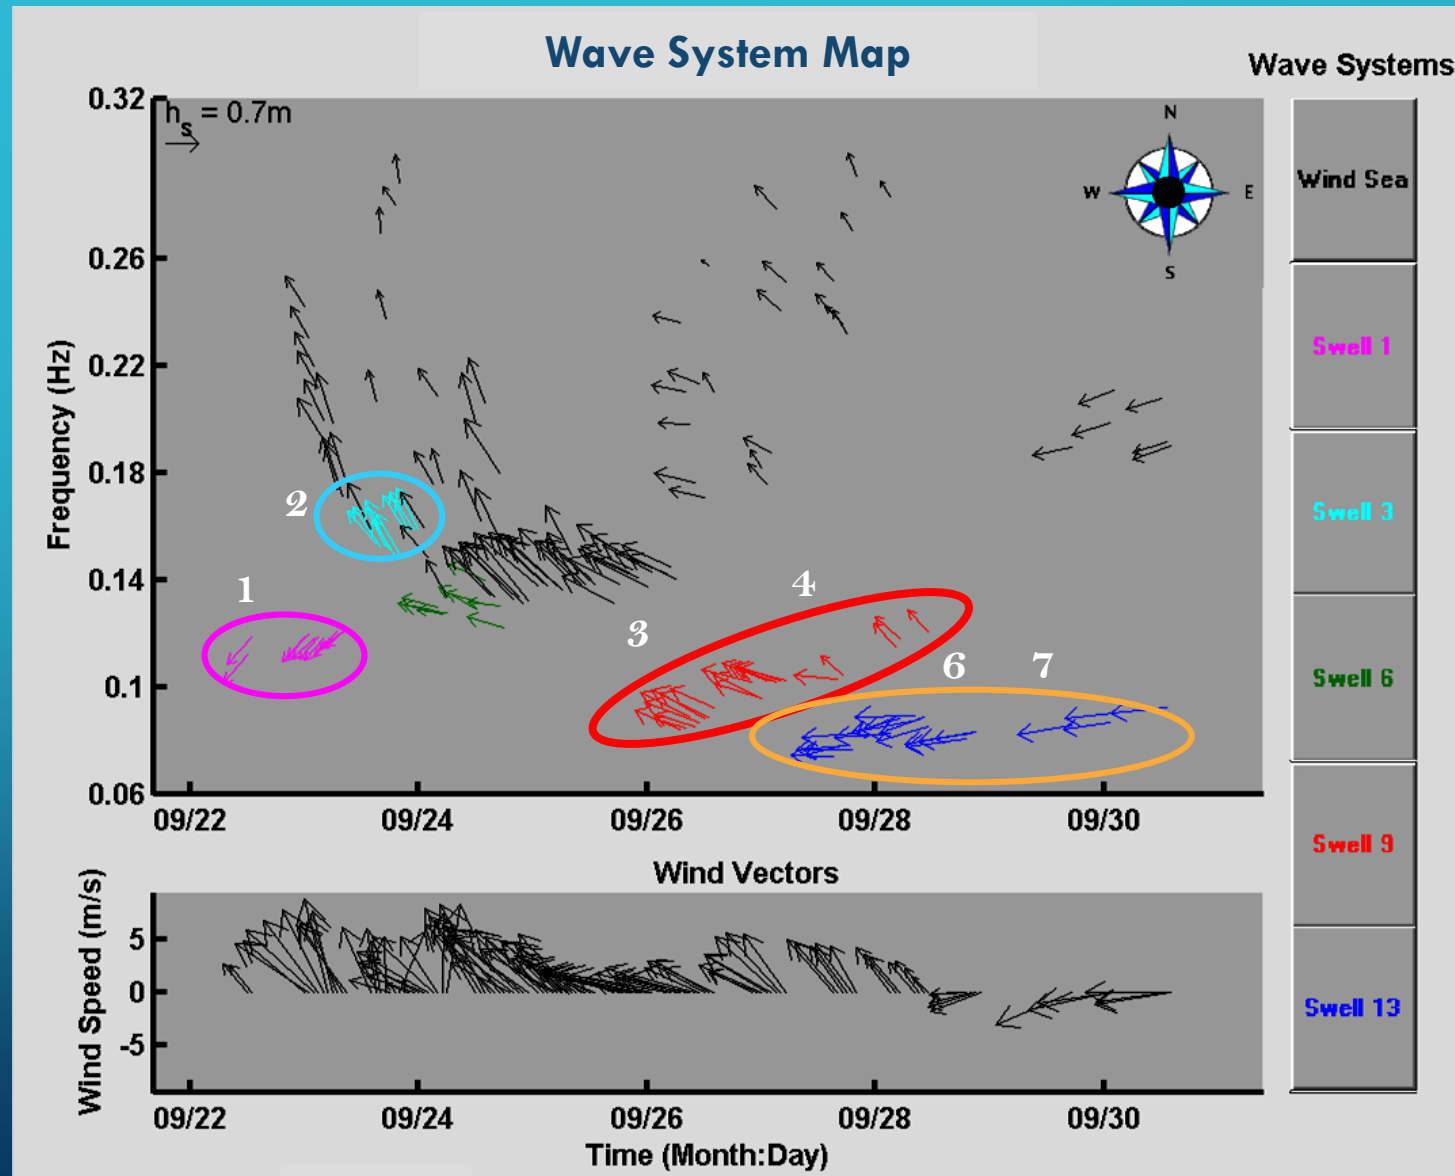 Wave System Map
Wave Systems
0.32
h_s = 0.7m
N
W
E
S
Wind Sea
0.26
0.22
Swell 1
Frequency (Hz)
0.18
2
Swell 3
0.14
1
4
3
6
7
Swell 6
0.1
0.06
09/22
09/24
09/26
09/28
09/30
Swell 9
Wind Vectors
Wind Speed (m/s)
5
0
-5
Swell 13
09/22
09/24
09/26
09/28
09/30
Time (Month:Day)